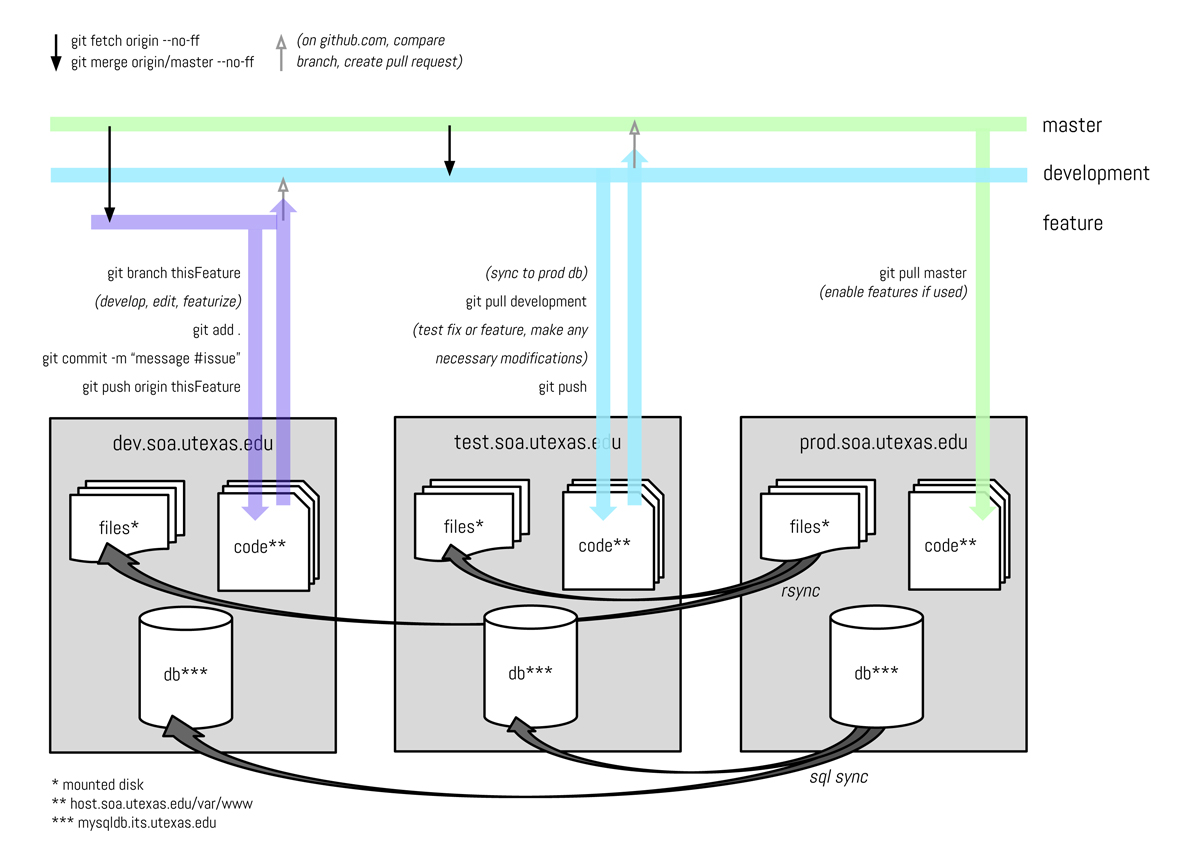 git fetch origin --no-ff
git merge origin/master --no-ff
(on github.com, compare
branch, create pull request)
master
development
feature
git branch thisFeature
(develop, edit, featurize)
git add .
git commit -m “message #issue”
git push origin thisFeature
(sync to prod db)
git pull development
(test fix or feature, make any
necessary modifications)
git push
git pull master
(enable features if used)
dev.soa.utexas.edu
files*
code**
db***
test.soa.utexas.edu
files*
code**
db***
prod.soa.utexas.edu
files*
code**
rsync
db***
sql sync
* mounted disk
** host.soa.utexas.edu/var/www
*** mysqldb.its.utexas.edu